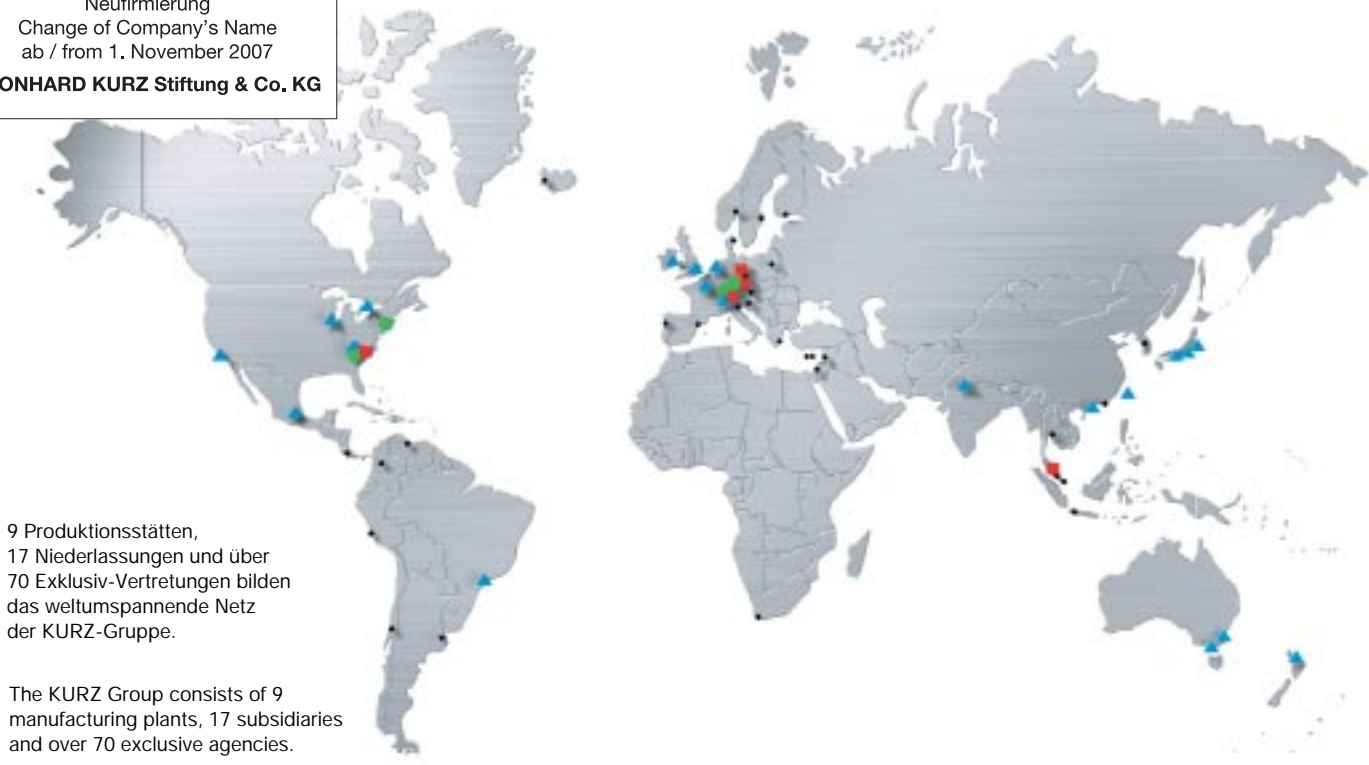 Neufirmierung
Change of Company's Name
ab / from 1. November 2007
ONHARD KURZ Stiftung & Co. KG
9 Produktionsstätten,
17 Niederlassungen und über
70 Exklusiv-Vertretungen bilden
das weltumspannende Netz
der KURZ-Gruppe.
The KURZ Group consists of 9
manufacturing plants, 17 subsidiaries
and over 70 exclusive agencies.